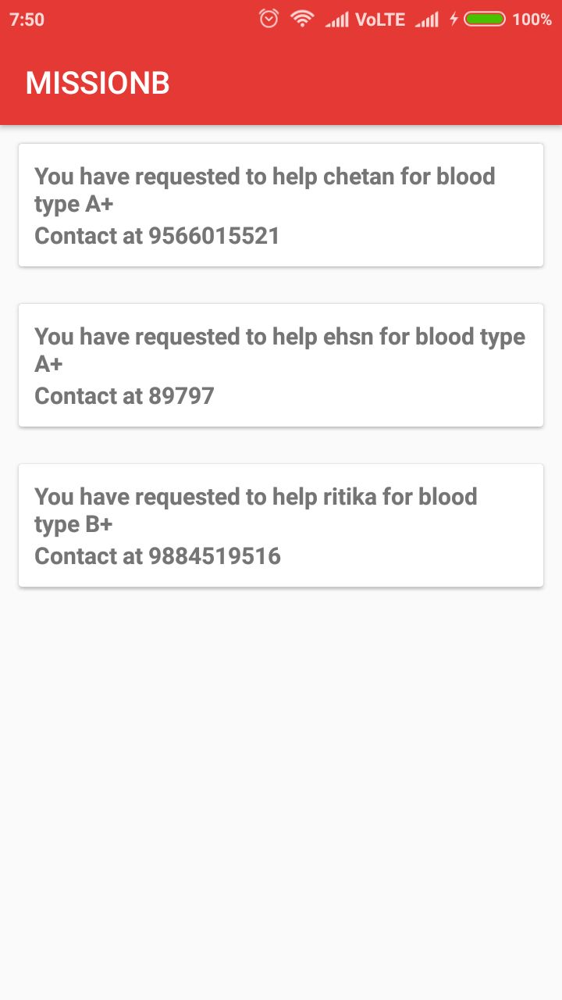 7:50 VoLTE 100%
MISSIONB
You have requested to help chetan for blood
type A+
Contact at 9566015521
You have requested to help ehsn for blood type
A+
Contact at 89797
You have requested to help ritika for blood
type B+
Contact at 9884519516